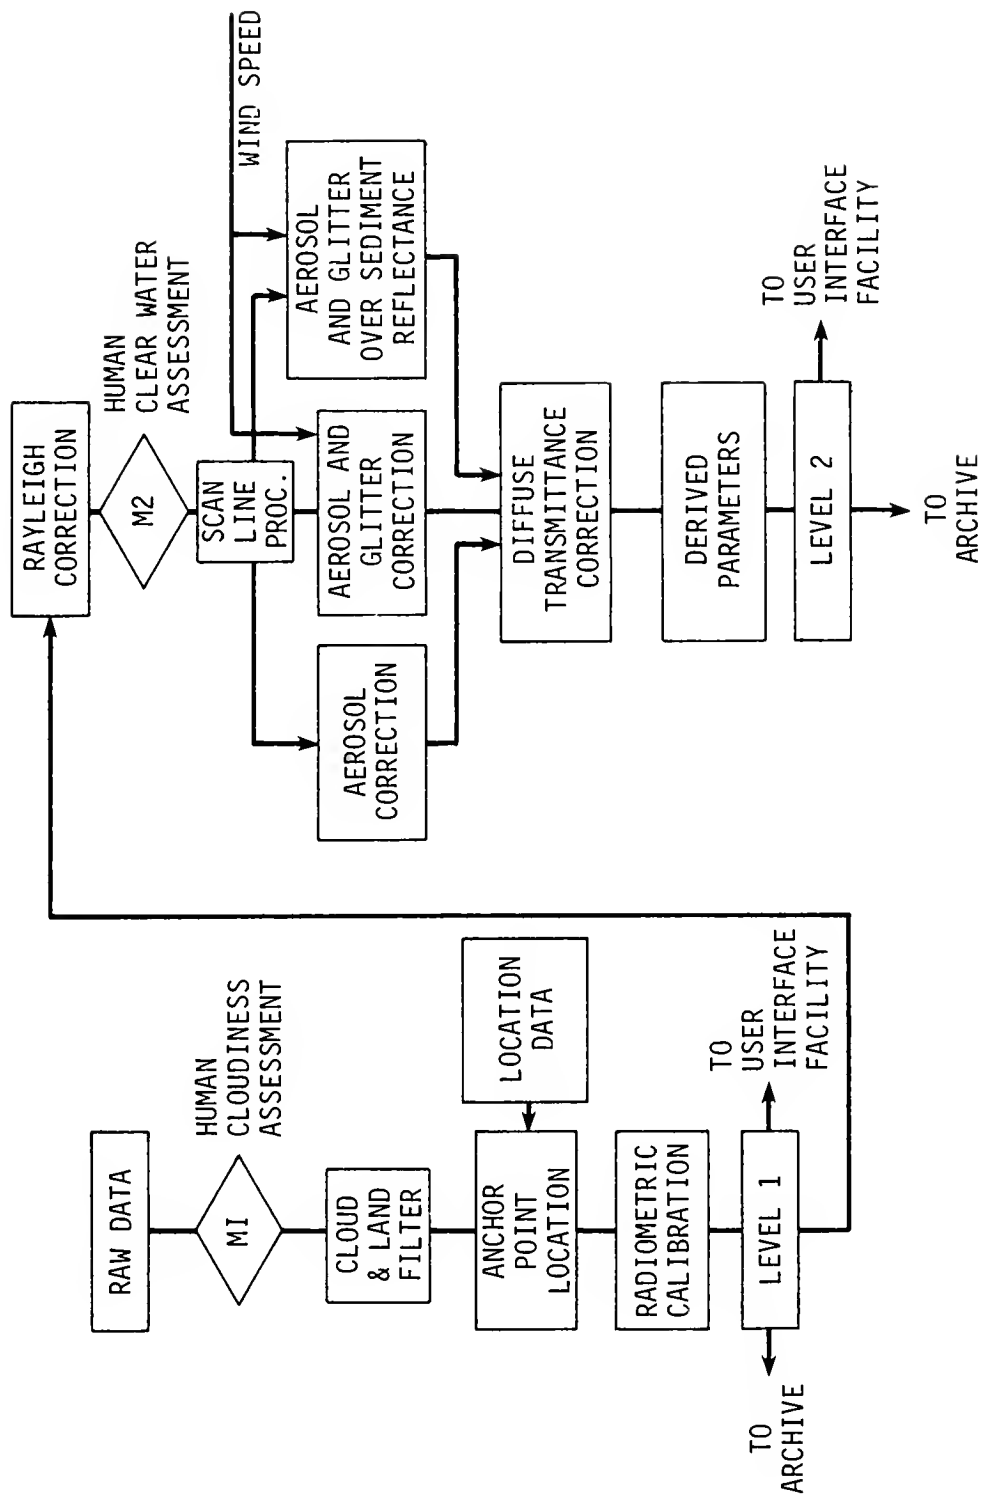 RAW DATA
MI
HUMAN
CLOUDINESS
ASSESSMENT
CLOUD
& LAND
FILTER
ANCHOR
POINT
LOCATION
LOCATION
DATA
RADIOMETRIC
CALIBRATION
LEVEL 1
TO
ARCHIVE
TO
USER
INTERFACE
FACILITY
RAYLEIGH
CORRECTION
M2
HUMAN
CLEAR WATER
ASSESSMENT
SCAN
LINE
PROC.
WIND SPEED
AEROSOL
CORRECTION
AEROSOL AND
GLITTER
CORRECTION
AEROSOL
AND GLITTER
OVER SEDIMENT
REFLECTANCE
DIFFUSE
TRANSMITTANCE
CORRECTION
DERIVED
PARAMETERS
LEVEL 2
TO
USER
INTERFACE
FACILITY
TO
ARCHIVE